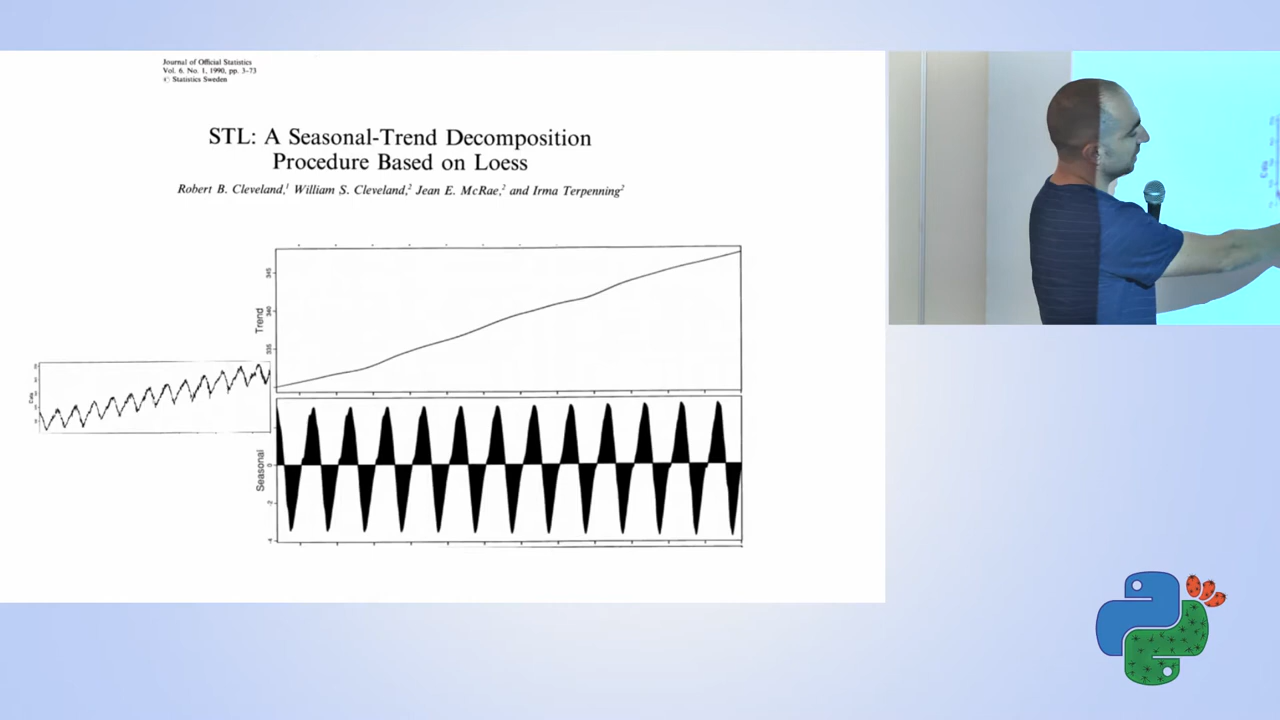 Journal of Official Statistics
Vol. 6. No. 1, 1990, pp. 3–73
© Statistics Sweden
STL: A Seasonal-Trend Decomposition
Procedure Based on Loess
Robert B. Cleveland,¹ William S. Cleveland,² Jean E. McRae,² and Irma Terpenning²
345
340
Trend
335
0
Seasonal
-2
-4